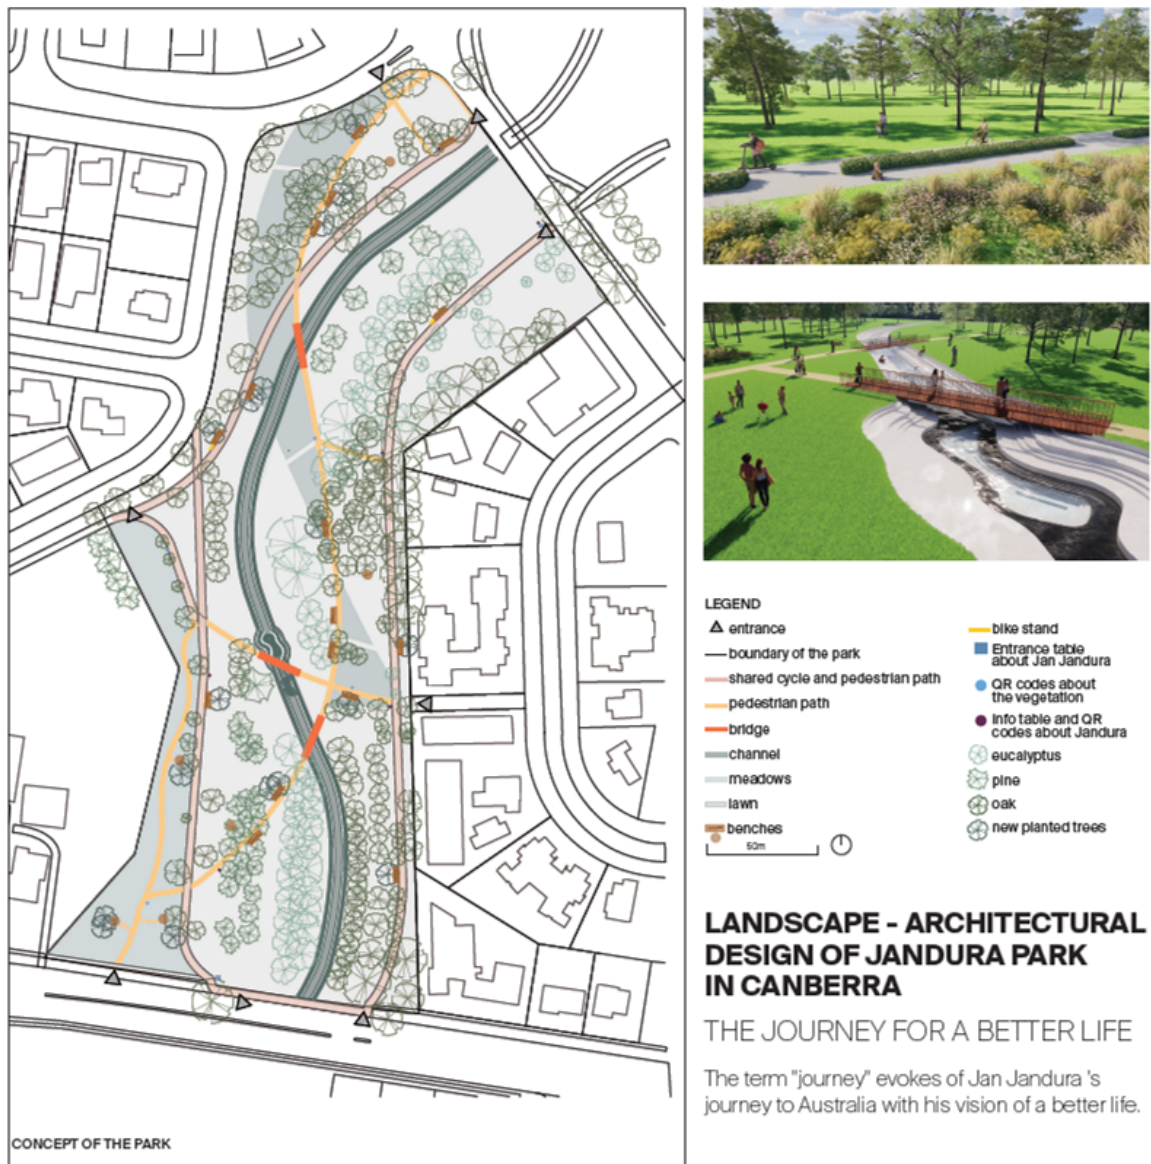 LEGEND
entrance
boundary of the park
shared cycle and pedestrian path
pedestrian path
bridge
channel
meadows
lawn
benches
50m
bike stand
Entrance table
about Jan Jandura
QR codes about
the vegetation
Info table and QR
codes about Jandura
eucalyptus
pine
oak
new planted trees
LANDSCAPE - ARCHITECTURAL
DESIGN OF JANDURA PARK
IN CANBERRA
THE JOURNEY FOR A BETTER LIFE
The term "journey" evokes of Jan Jandura 's
journey to Australia with his vision of a better life.
CONCEPT OF THE PARK